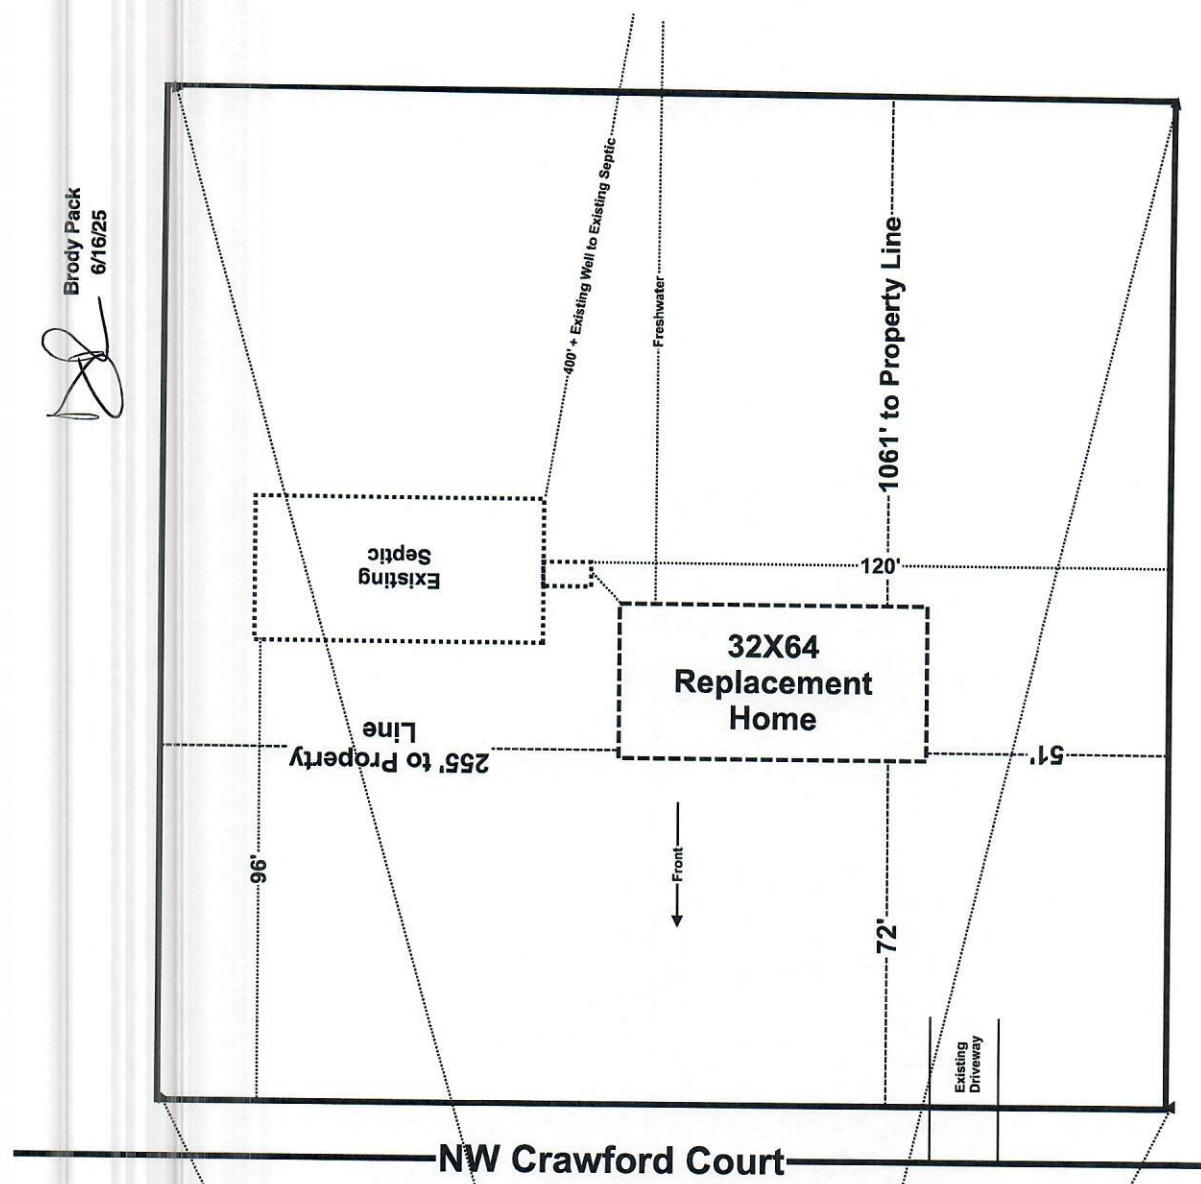 Brody Pack
6/16/25
400' + Existing Well to Existing Septic
Freshwater
1061' to Property Line
Existing
Septic
120'
32X64
Replacement
Home
255' to Property
Line
51'
96'
Front
72'
Existing
Driveway
NW Crawford Court